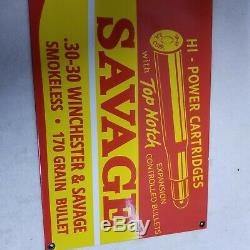 HI - POWER CARTRIDGES
with Top Notch
EXPANSION
CONTROLLED BULLETS
SAVAGE
.30-30 WINCHESTER & SAVAGE
SMOKELESS • 170 GRAIN BULLET